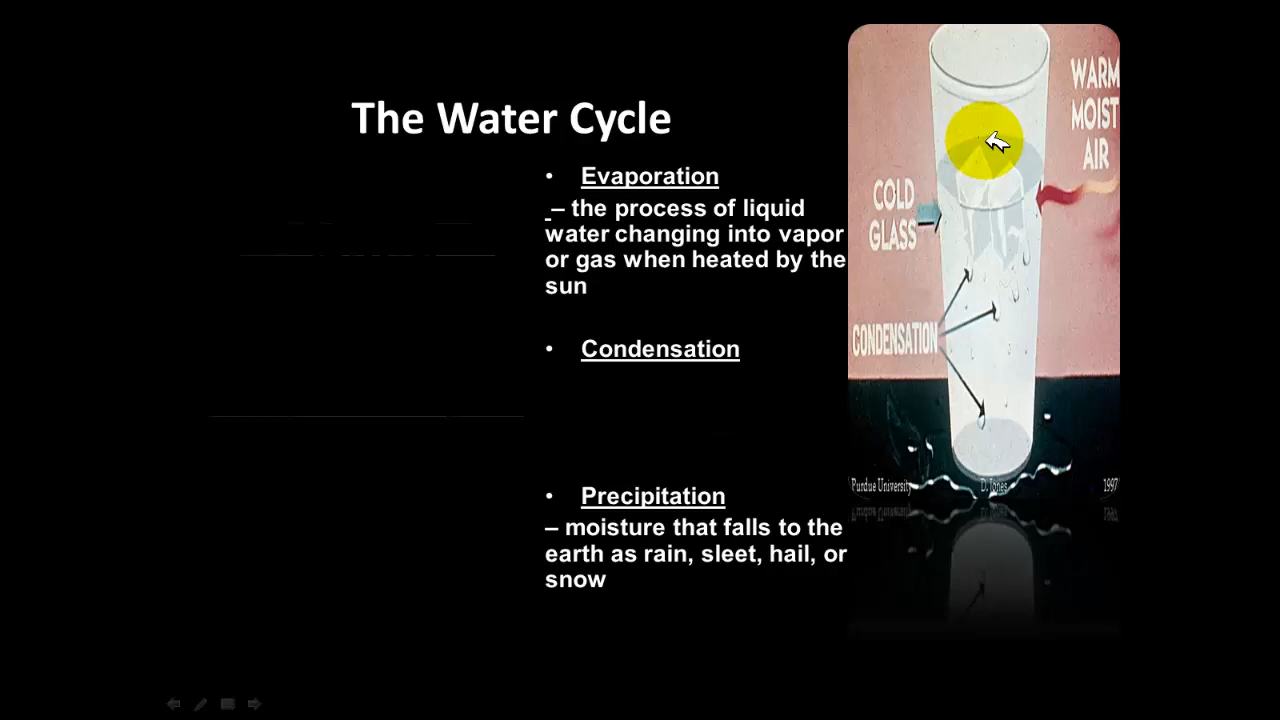 The Water Cycle
• Evaporation
– the process of liquid
water changing into vapor
or gas when heated by the
sun
• Condensation
• Precipitation
– moisture that falls to the
earth as rain, sleet, hail, or
snow
WARM
MOIST
AIR
COLD
GLASS
CONDENSATION
Purdue University D. Jones 1997